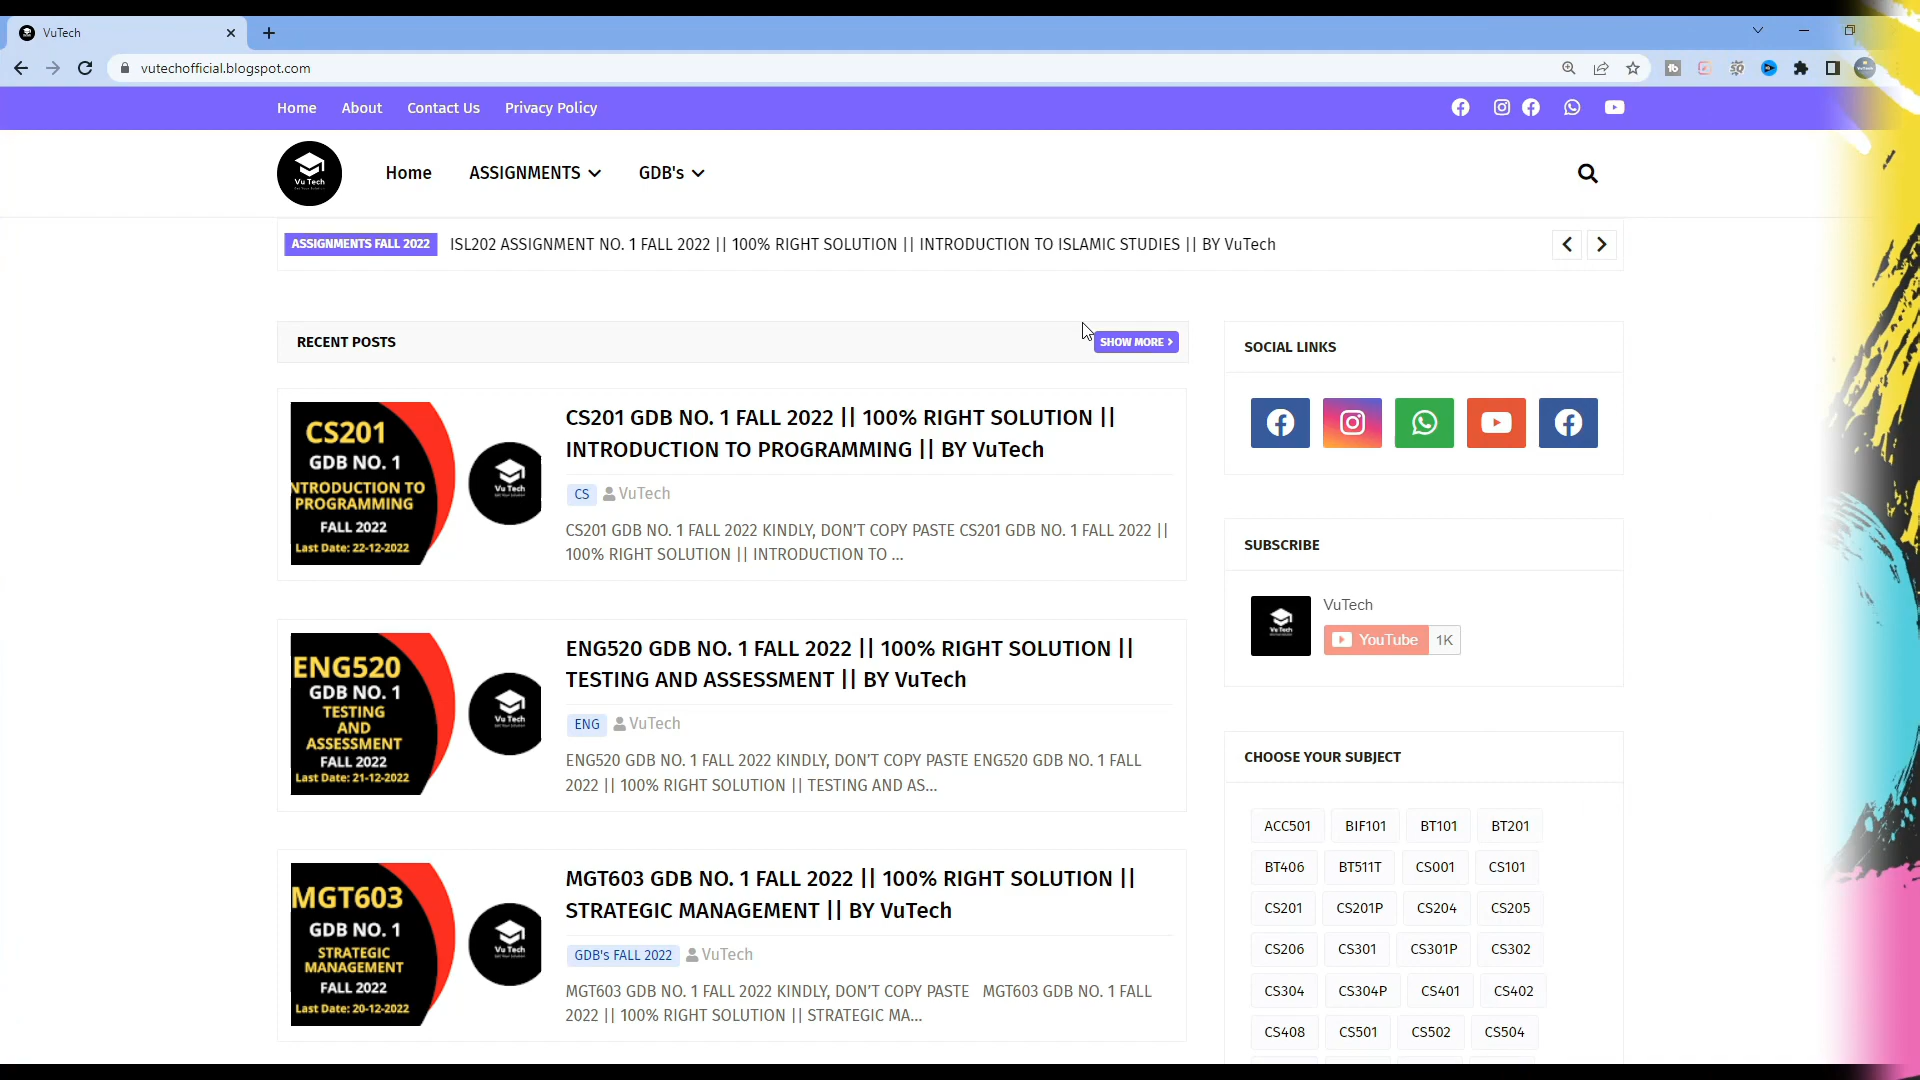 VuTech
vutechofficial.blogspot.com
Home About Contact Us Privacy Policy
Vu Tech
Home ASSIGNMENTS GDB's
ASSIGNMENTS FALL 2022 ISL202 ASSIGNMENT NO. 1 FALL 2022 || 100% RIGHT SOLUTION || INTRODUCTION TO ISLAMIC STUDIES || BY VuTech
RECENT POSTS
SHOW MORE
CS201
GDB NO. 1
NTRODUCTION TO
PROGRAMMING
FALL 2022
Last Date: 22-12-2022
Vu Tech
CS201 GDB NO. 1 FALL 2022 || 100% RIGHT SOLUTION ||
INTRODUCTION TO PROGRAMMING || BY VuTech
CS VuTech
CS201 GDB NO. 1 FALL 2022 KINDLY, DON'T COPY PASTE CS201 GDB NO. 1 FALL 2022 ||
100% RIGHT SOLUTION || INTRODUCTION TO ...
ENG520
GDB NO. 1
TESTING
AND
ASSESSMENT
FALL 2022
Last Date: 21-12-2022
Vu Tech
ENG520 GDB NO. 1 FALL 2022 || 100% RIGHT SOLUTION ||
TESTING AND ASSESSMENT || BY VuTech
ENG VuTech
ENG520 GDB NO. 1 FALL 2022 KINDLY, DON'T COPY PASTE ENG520 GDB NO. 1 FALL
2022 || 100% RIGHT SOLUTION || TESTING AND AS...
MGT603
GDB NO. 1
STRATEGIC
MANAGEMENT
FALL 2022
Last Date: 20-12-2022
Vu Tech
MGT603 GDB NO. 1 FALL 2022 || 100% RIGHT SOLUTION ||
STRATEGIC MANAGEMENT || BY VuTech
GDB's FALL 2022 VuTech
MGT603 GDB NO. 1 FALL 2022 KINDLY, DON'T COPY PASTE MGT603 GDB NO. 1 FALL
2022 || 100% RIGHT SOLUTION || STRATEGIC MA...
SOCIAL LINKS
SUBSCRIBE
Vu Tech
VuTech
YouTube 1K
CHOOSE YOUR SUBJECT
ACC501 BIF101 BT101 BT201
BT406 BT511T CS001 CS101
CS201 CS201P CS204 CS205
CS206 CS301 CS301P CS302
CS304 CS304P CS401 CS402
CS408 CS501 CS502 CS504